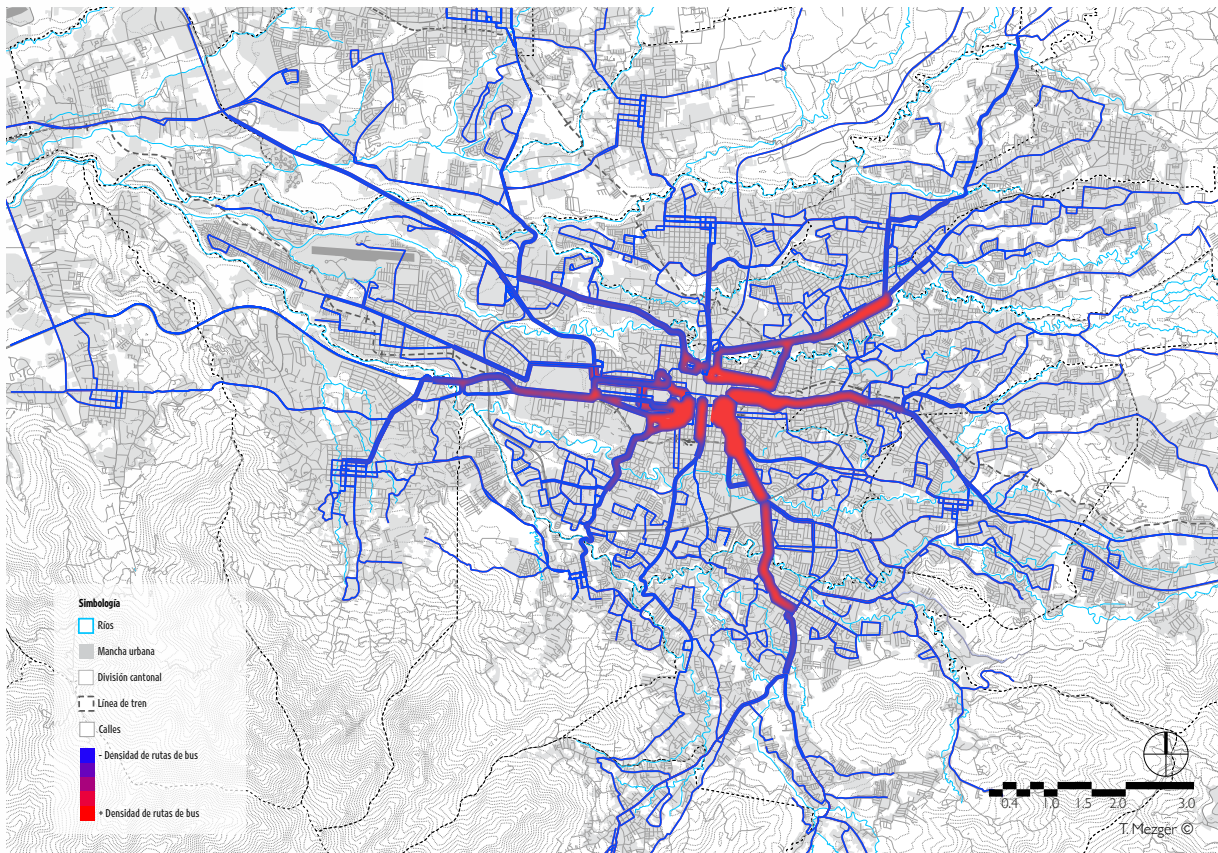 Simbología
Ríos
Mancha urbana
División cantonal
Línea de tren
Calles
- Densidad de rutas de bus
+ Densidad de rutas de bus
0.4 1.0 1.5 2.0 3.0
T. Mezger ©